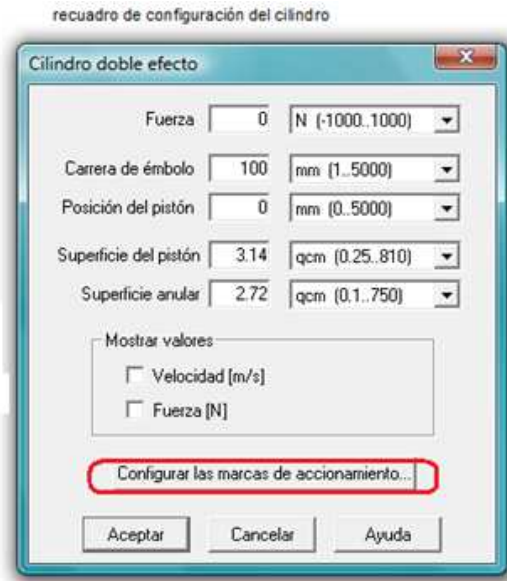 recuadro de configuración del cilindro
Cilindro doble efecto
Fuerza 0 N (-1000..1000)
Carrera de émbolo 100 mm (1..5000)
Posición del pistón 0 mm (0..5000)
Superficie del pistón 3.14 qcm (0.25..810)
Superficie anular 2.72 qcm (0.1..750)
Mostrar valores
Velocidad [m/s]
Fuerza [N]
Configurar las marcas de accionamiento...
Aceptar Cancelar Ayuda